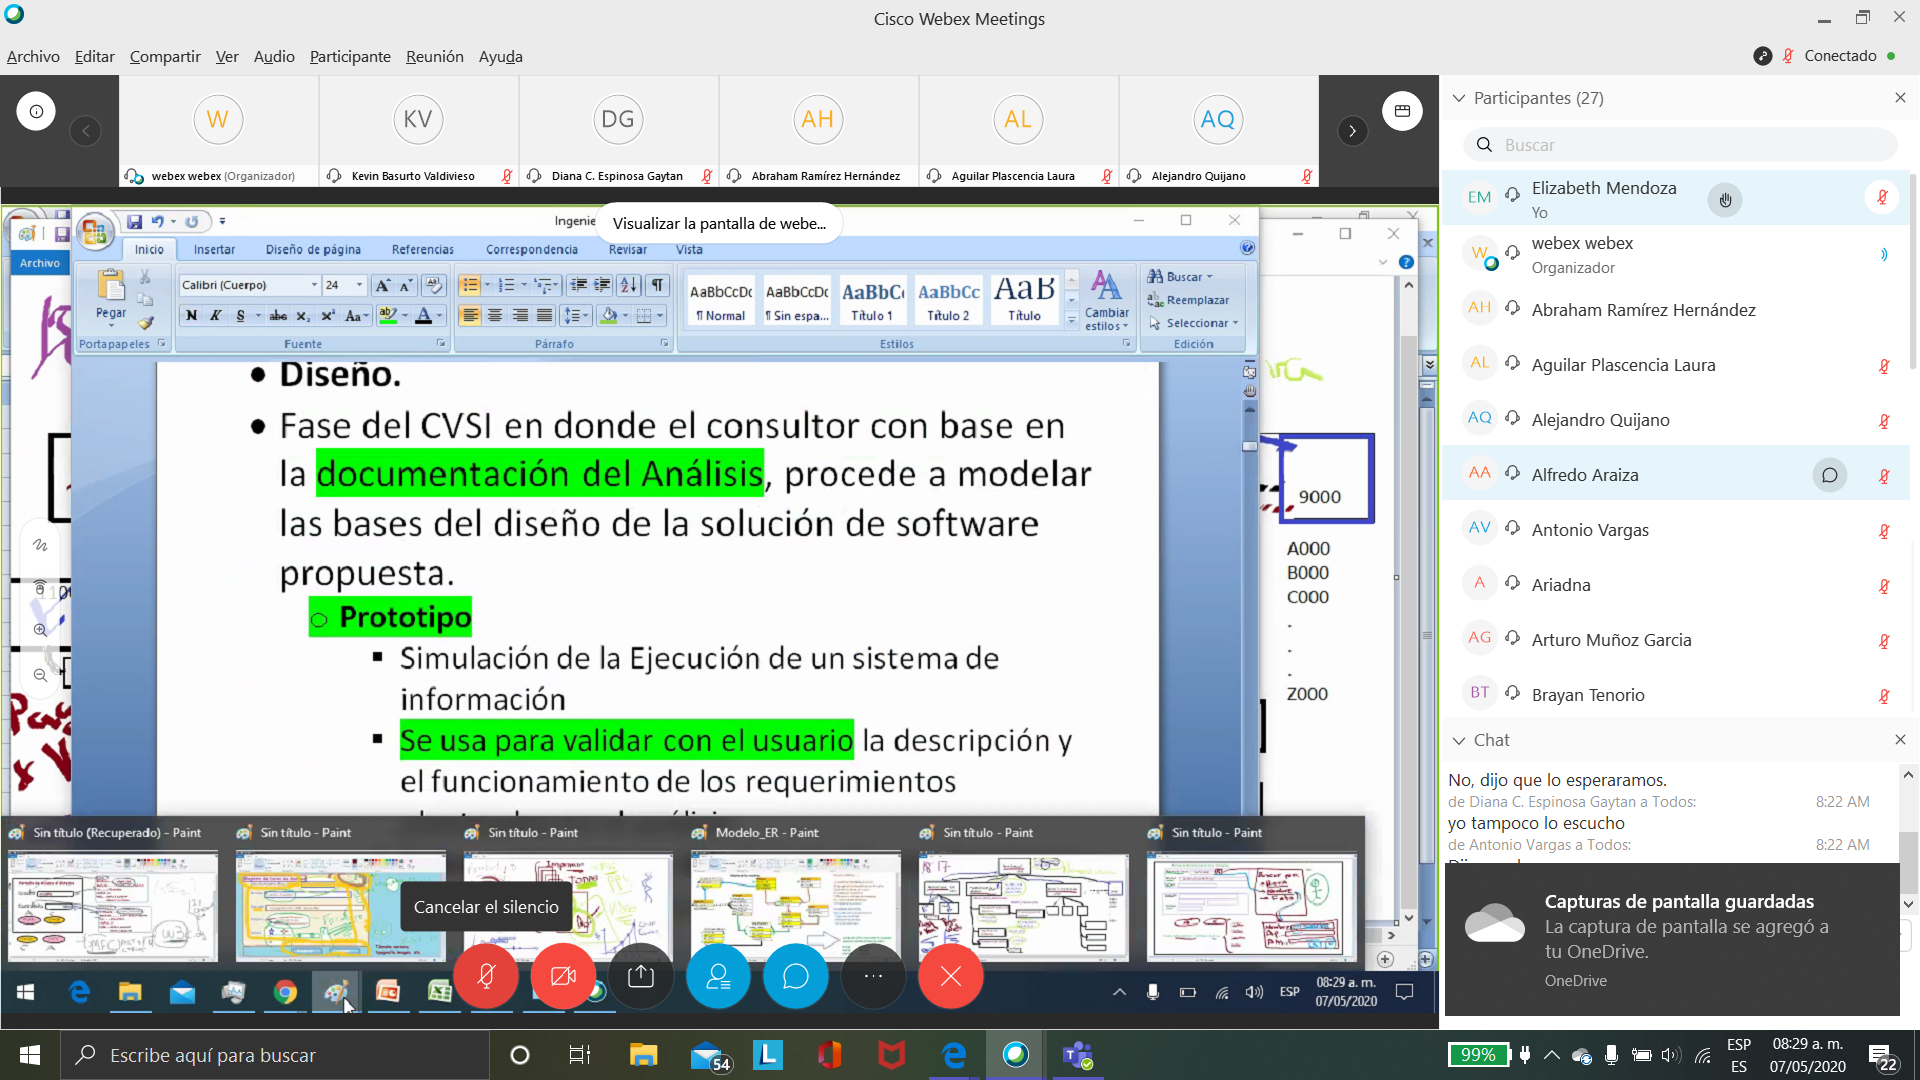 Cisco Webex Meetings
Archivo Editar Compartir Ver Audio Participante Reunión Ayuda
Conectado
W KV DG AH AL AQ
webex webex (Organizador) Kevin Basurto Valdivieso Diana C. Espinosa Gaytan Abraham Ramírez Hernández Aguilar Plascencia Laura Alejandro Quijano
Visualizar la pantalla de webe...
Archivo
Inicio Insertar Diseño de página Referencias Correspondencia Revisar Vista
Pegar
Portapapeles
Calibri (Cuerpo) 24
Fuente
Párrafo
AaBbCcDc AaBbCcDc AaBbC AaBbCc AaB
¶ Normal ¶ Sin espa... Título 1 Título 2 Título
Cambiar
estilos
Estilos
Buscar
Reemplazar
Seleccionar
Edición
• Diseño.
• Fase del CVSI en donde el consultor con base en
la documentación del Análisis, procede a modelar
las bases del diseño de la solución de software
propuesta.
○ Prototipo
▪ Simulación de la Ejecución de un sistema de
información
▪ Se usa para validar con el usuario la descripción y
el funcionamiento de los requerimientos
9000
A000
B000
C000
.
.
.
Z000
Sin título (Recuperado) - Paint
Sin título - Paint
Sin título - Paint
Modelo_ER - Paint
Sin título - Paint
Sin título - Paint
Cancelar el silencio
ESP
08:29 a. m.
07/05/2020
Participantes (27)
Buscar
EM Elizabeth Mendoza
Yo
W webex webex
Organizador
AH Abraham Ramírez Hernández
AL Aguilar Plascencia Laura
AQ Alejandro Quijano
AA Alfredo Araiza
AV Antonio Vargas
A Ariadna
AG Arturo Muñoz Garcia
BT Brayan Tenorio
Chat
No, dijo que lo esperaramos.
de Diana C. Espinosa Gaytan a Todos: 8:22 AM
yo tampoco lo escucho
de Antonio Vargas a Todos: 8:22 AM
Capturas de pantalla guardadas
La captura de pantalla se agregó a
tu OneDrive.
OneDrive
Escribe aquí para buscar
54
99%
ESP
ES
08:29 a. m.
07/05/2020
22